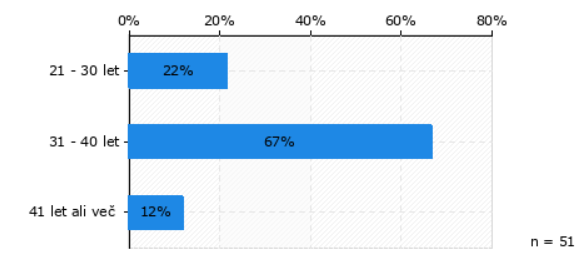 0% 20% 40% 60% 80%
21 - 30 let 22%
31 - 40 let 67%
41 let ali več 12%
n = 51